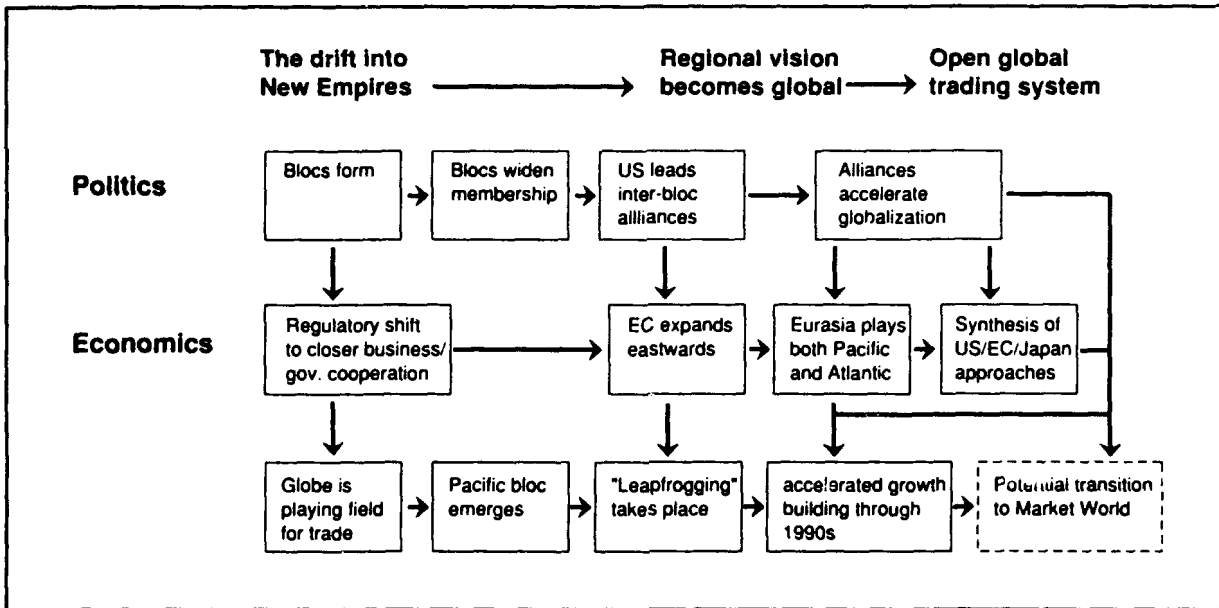 The drift into
New Empires
Regional vision
becomes global
Open global
trading system
Politics
Blocs form
Blocs widen
membership
US leads
inter-bloc
allliances
Alliances
accelerate
globalization
Economics
Regulatory shift
to closer business/
gov. cooperation
EC expands
eastwards
Eurasia plays
both Pacific
and Atlantic
Synthesis of
US/EC/Japan
approaches
Globe is
playing field
for trade
Pacific bloc
emerges
"Leapfrogging"
takes place
accelerated growth
building through
1990s
Potential transition
to Market World